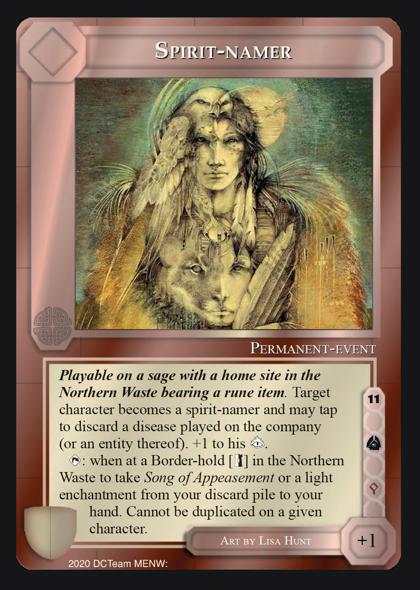 Spirit-namer
Permanent-event
Playable on a sage with a home site in the
Northern Waste bearing a rune item. Target
character becomes a spirit-namer and may tap
to discard a disease played on the company
(or an entity thereof). +1 to his .
: when at a Border-hold [ ] in the Northern
Waste to take Song of Appeasement or a light
enchantment from your discard pile to your
hand. Cannot be duplicated on a given
character.
11
Art by Lisa Hunt
+1
2020 DCTeam MENW: